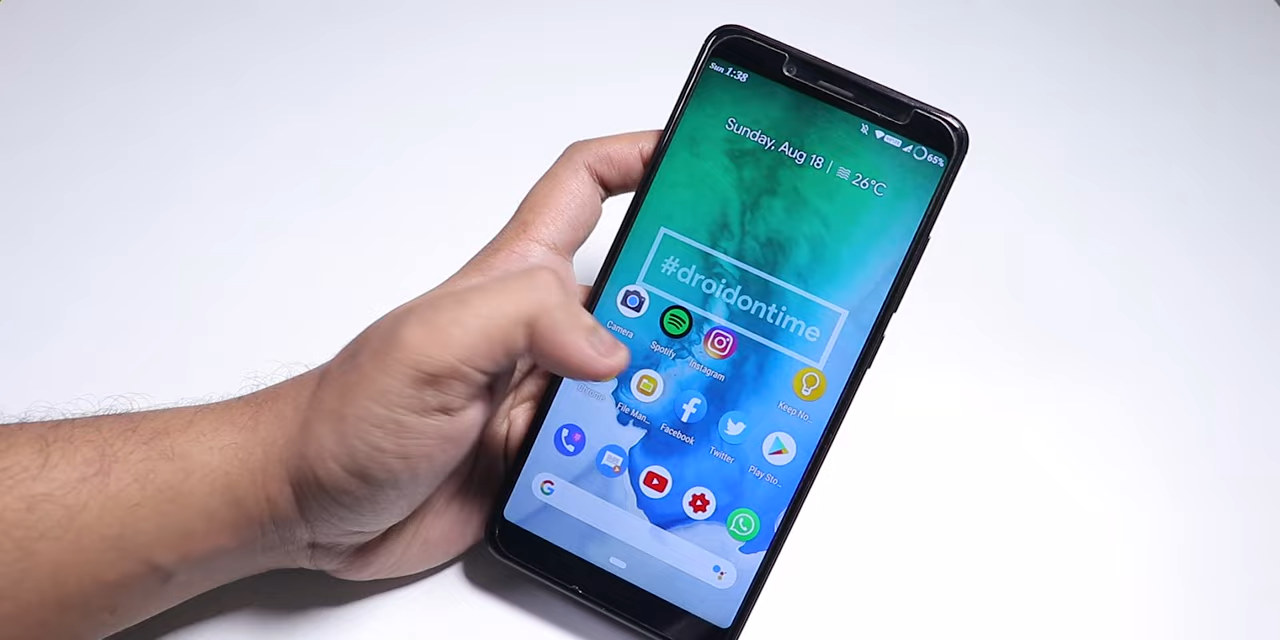 Sun 1:38
65%
Sunday, Aug 18 | 26°C
#droidontime
Camera
Spotify
Instagram
Keep No...
Chrome
File Man...
Facebook
Twitter
Play Sto...